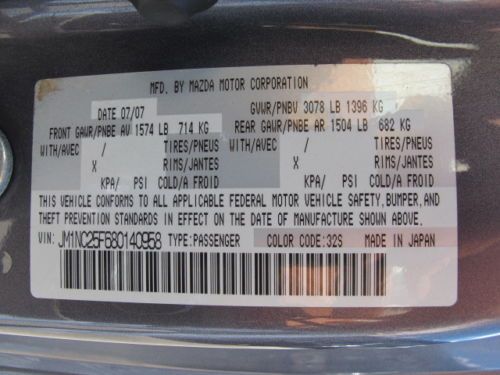 MFD. BY MAZDA MOTOR CORPORATION
DATE 07/07 GVWR/PNBV 3078 LB 1396 KG
FRONT GAWR/PNBE AV 1574 LB 714 KG REAR GAWR/PNBE AR 1504 LB 682 KG
WITH/AVEC / TIRES/PNEUS WITH/AVEC / TIRES/PNEUS
X RIMS/JANTES X RIMS/JANTES
KPA/ PSI COLD/A FROID KPA/ PSI COLD/A FROID
THIS VEHICLE CONFORMS TO ALL APPLICABLE FEDERAL MOTOR VEHICLE SAFETY, BUMPER, AND
THEFT PREVENTION STANDARDS IN EFFECT ON THE DATE OF MANUFACTURE SHOWN ABOVE.
VIN: JM1NC25F680140958 TYPE:PASSENGER COLOR CODE:32S MADE IN JAPAN